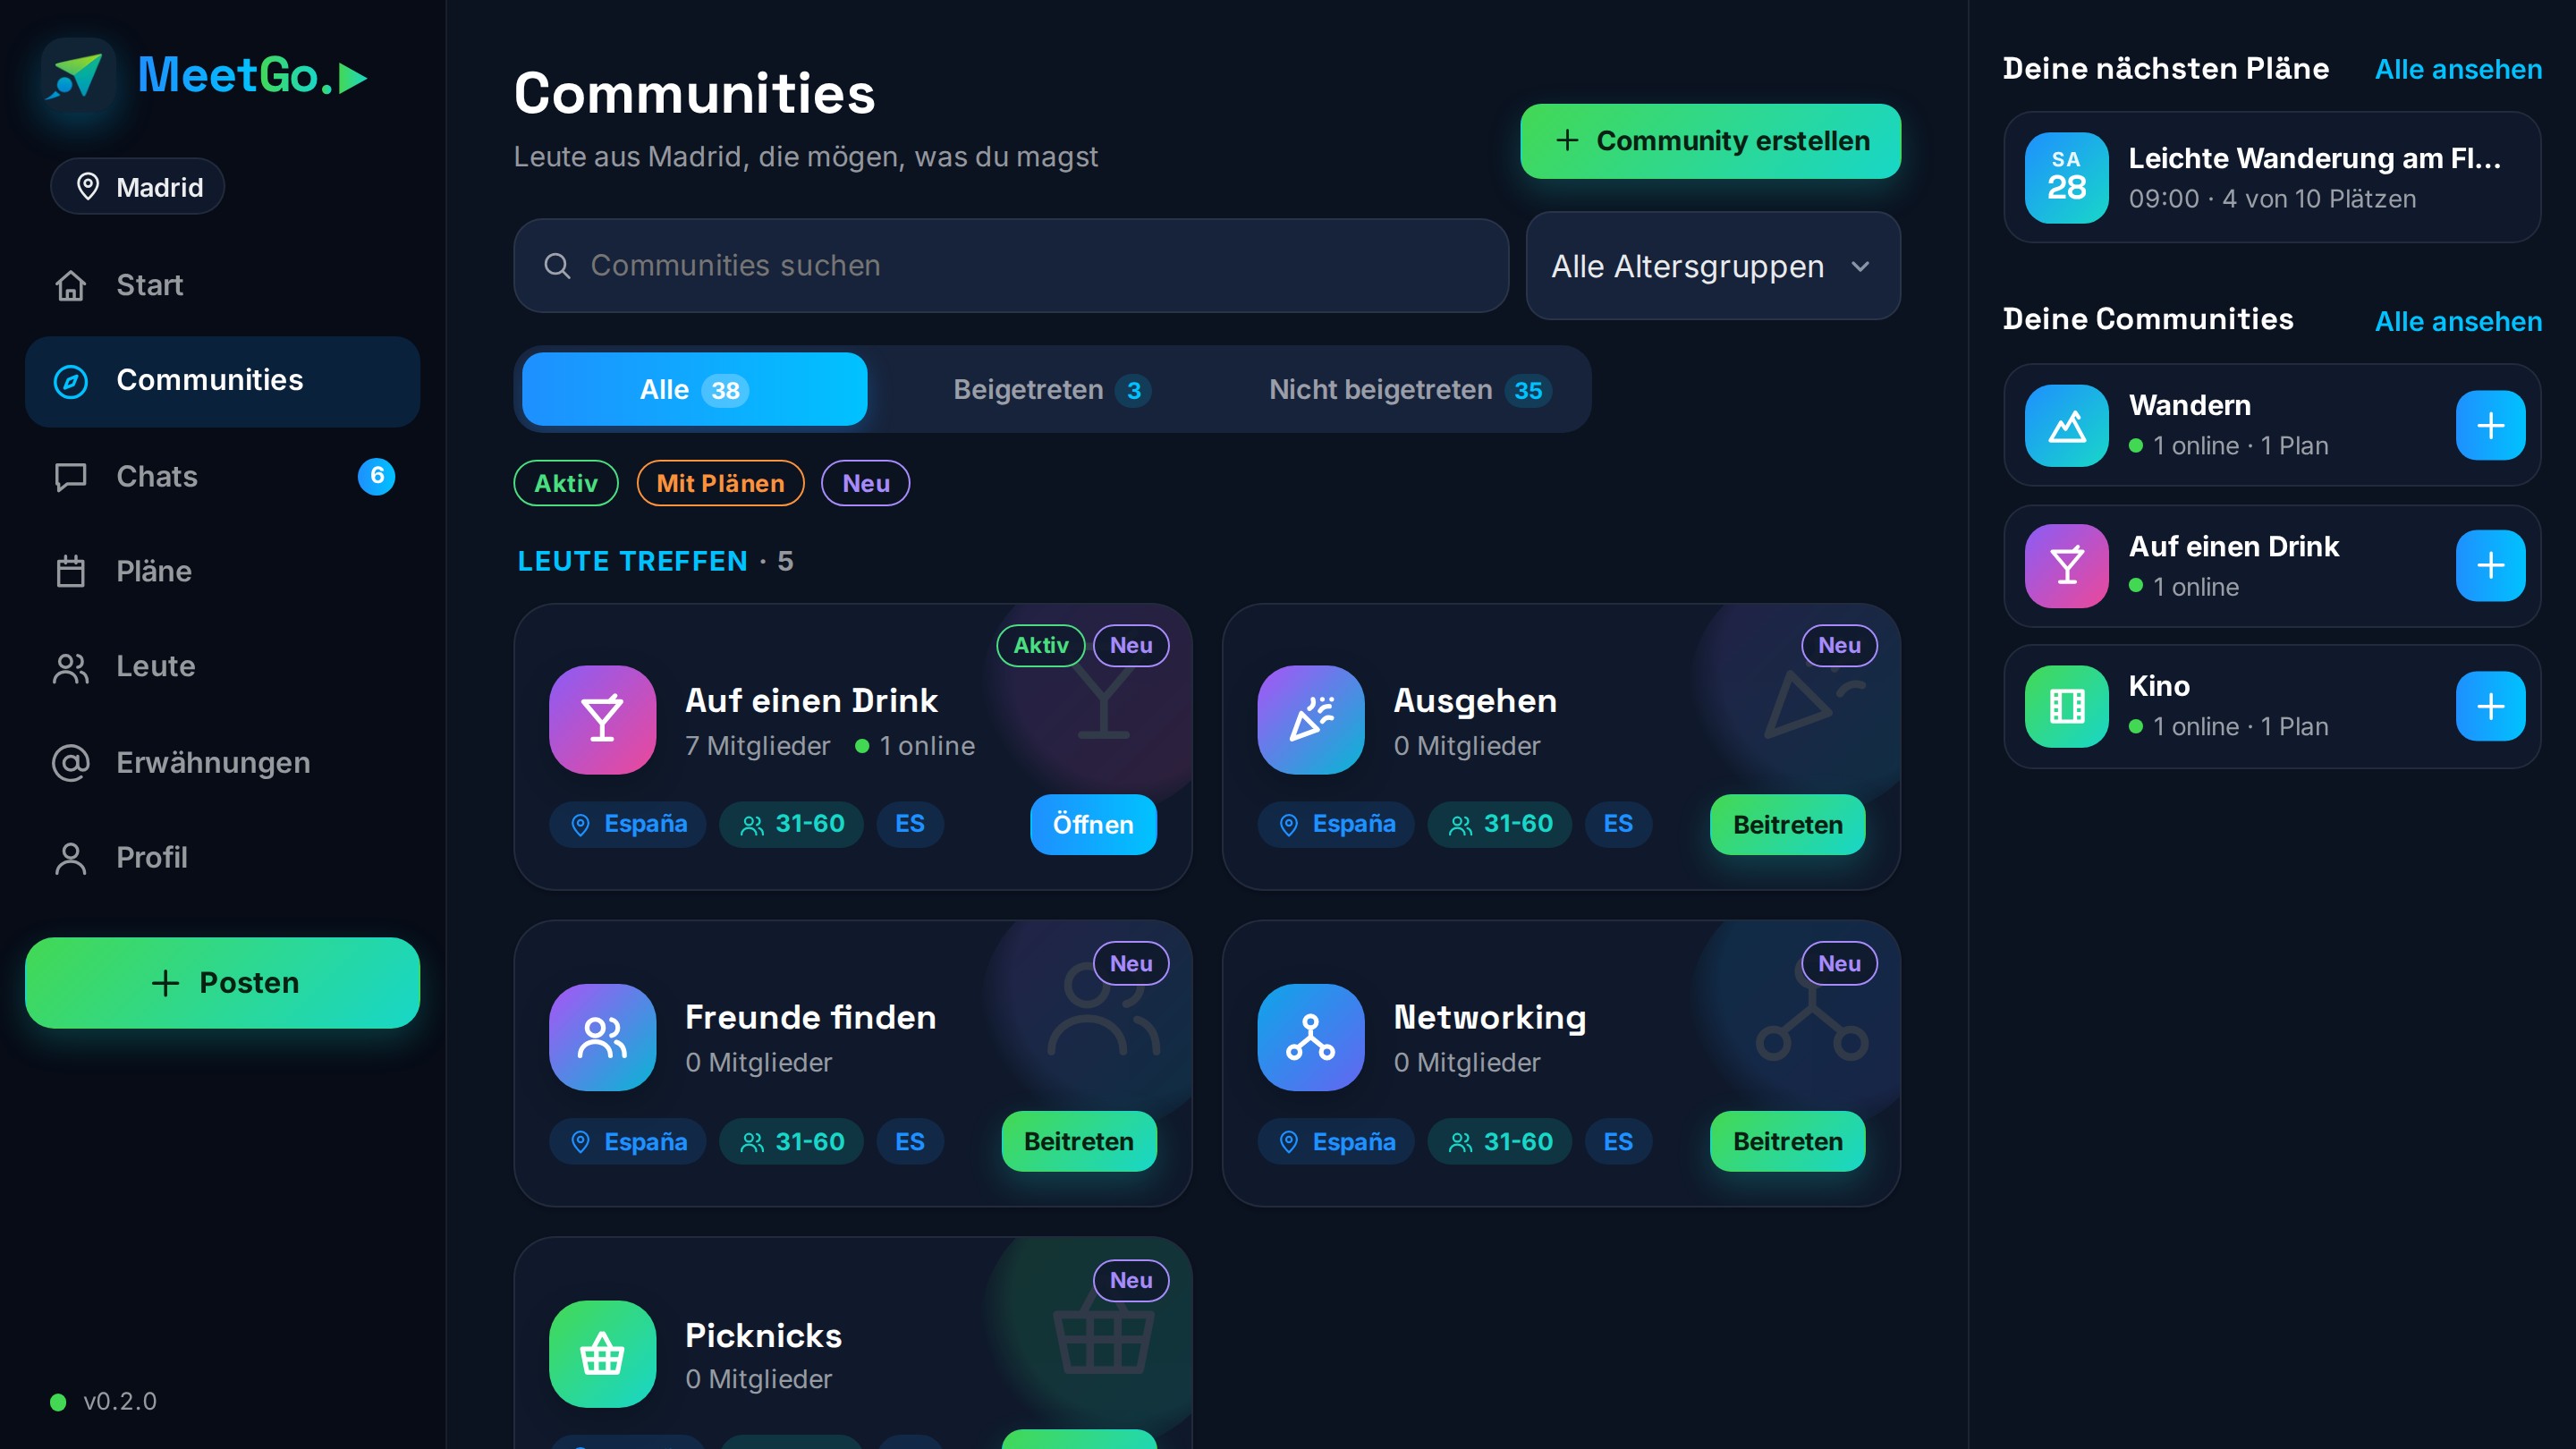 MeetGo.
Madrid
Start
Communities
Chats 6
Pläne
Leute
Erwähnungen
Profil
Posten
v0.2.0
Communities
Leute aus Madrid, die mögen, was du magst
Community erstellen
Communities suchen
Alle Altersgruppen
Alle 38
Beigetreten 3
Nicht beigetreten 35
Aktiv
Mit Plänen
Neu
LEUTE TREFFEN · 5
Aktiv
Neu
Auf einen Drink
7 Mitglieder 1 online
España
31-60
ES
Öffnen
Neu
Ausgehen
0 Mitglieder
España
31-60
ES
Beitreten
Neu
Freunde finden
0 Mitglieder
España
31-60
ES
Beitreten
Neu
Networking
0 Mitglieder
España
31-60
ES
Beitreten
Neu
Picknicks
0 Mitglieder
Deine nächsten Pläne
Alle ansehen
SA
28
Leichte Wanderung am Fl...
09:00 · 4 von 10 Plätzen
Deine Communities
Alle ansehen
Wandern
1 online · 1 Plan
Auf einen Drink
1 online
Kino
1 online · 1 Plan